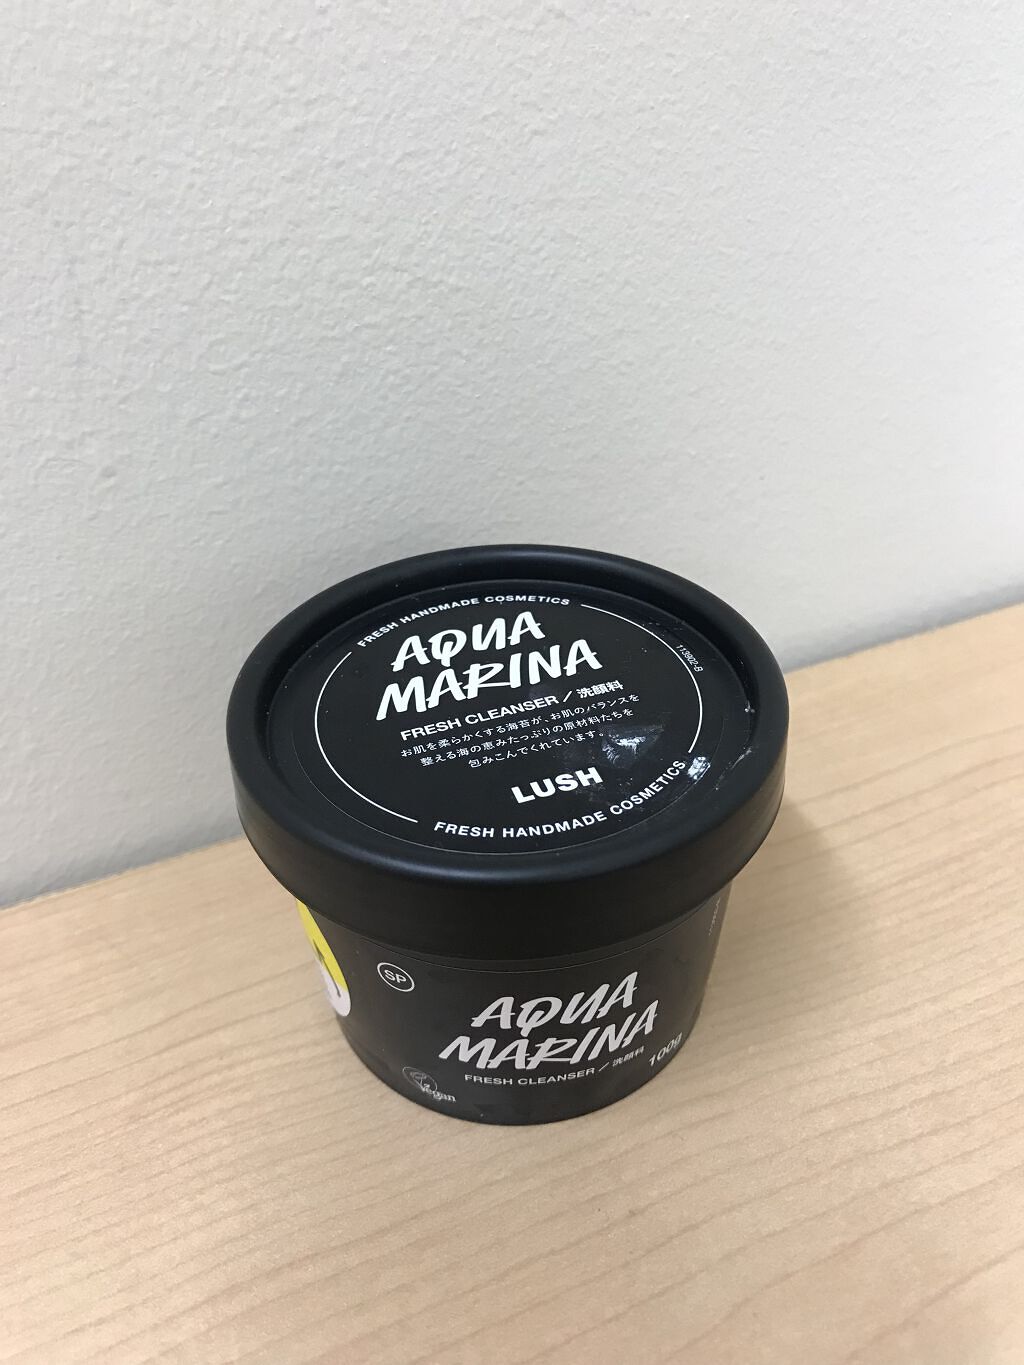 FRESH HANDMADE COSMETICS
AQUA
MARINA
FRESH CLEANSER / 洗顔料
お肌を柔らかくする海苔が、お肌のバランスを
整える海の恵みたっぷりの原材料たちを
包みこんでくれています。
LUSH
FRESH HANDMADE COSMETICS
113902-B
SP
AQUA
MARINA
FRESH CLEANSER / 洗顔料
100g
Vegan